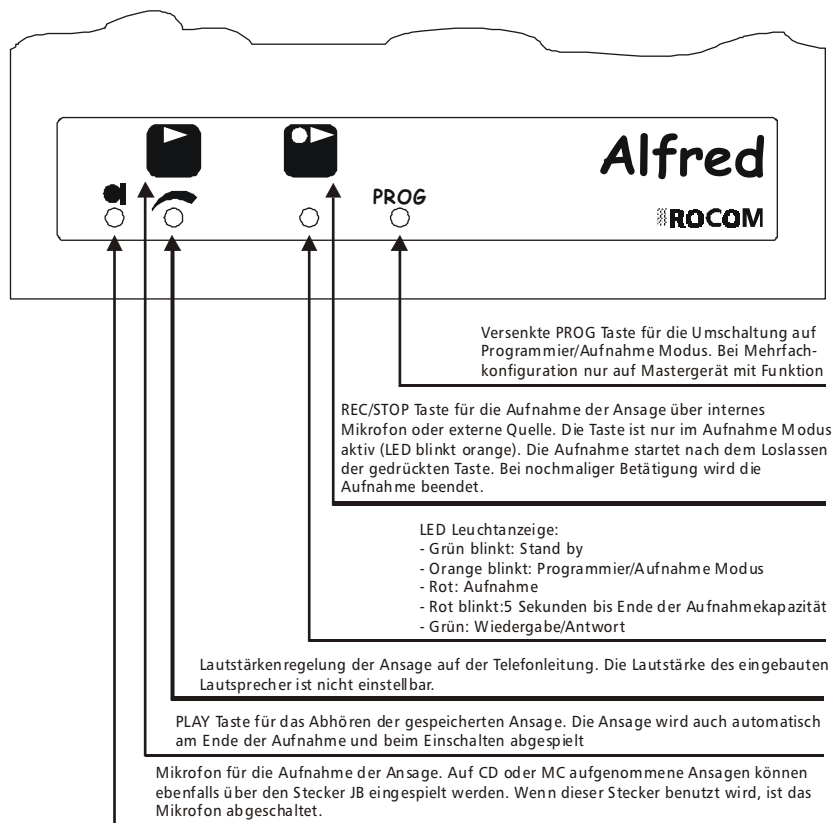 Alfred
PROG
ROCOM
Versenkte PROG Taste für die Umschaltung auf
Programmier/Aufnahme Modus. Bei Mehrfach-
konfiguration nur auf Mastergerät mit Funktion
REC/STOP Taste für die Aufnahme der Ansage über internes
Mikrofon oder externe Quelle. Die Taste ist nur im Aufnahme Modus
aktiv (LED blinkt orange). Die Aufnahme startet nach dem Loslassen
der gedrückten Taste. Bei nochmaliger Betätigung wird die
Aufnahme beendet.
LED Leuchtanzeige:
- Grün blinkt: Stand by
- Orange blinkt: Programmier/Aufnahme Modus
- Rot: Aufnahme
- Rot blinkt:5 Sekunden bis Ende der Aufnahmekapazität
- Grün: Wiedergabe/Antwort
Lautstärkenregelung der Ansage auf der Telefonleitung. Die Lautstärke des eingebauten
Lautsprecher ist nicht einstellbar.
PLAY Taste für das Abhören der gespeicherten Ansage. Die Ansage wird auch automatisch
am Ende der Aufnahme und beim Einschalten abgespielt
Mikrofon für die Aufnahme der Ansage. Auf CD oder MC aufgenommene Ansagen können
ebenfalls über den Stecker JB eingespielt werden. Wenn dieser Stecker benutzt wird, ist das
Mikrofon abgeschaltet.